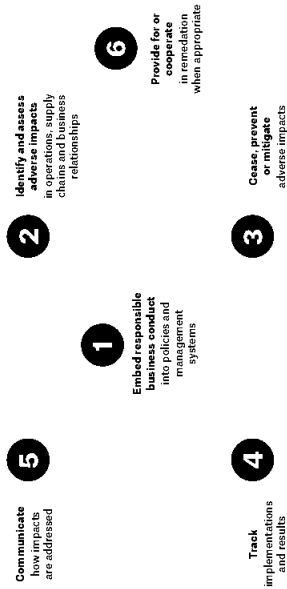 1
Embed responsible
business conduct
into policies and
management
systems
2
Identify and assess
adverse impacts
in operations, supply
chains and business
relationships
3
Cease, prevent
or mitigate
adverse impacts
4
Track
implementations
and results
5
Communicate
how impacts
are addressed
6
Provide for or
cooperate
in remedation
when appropriate